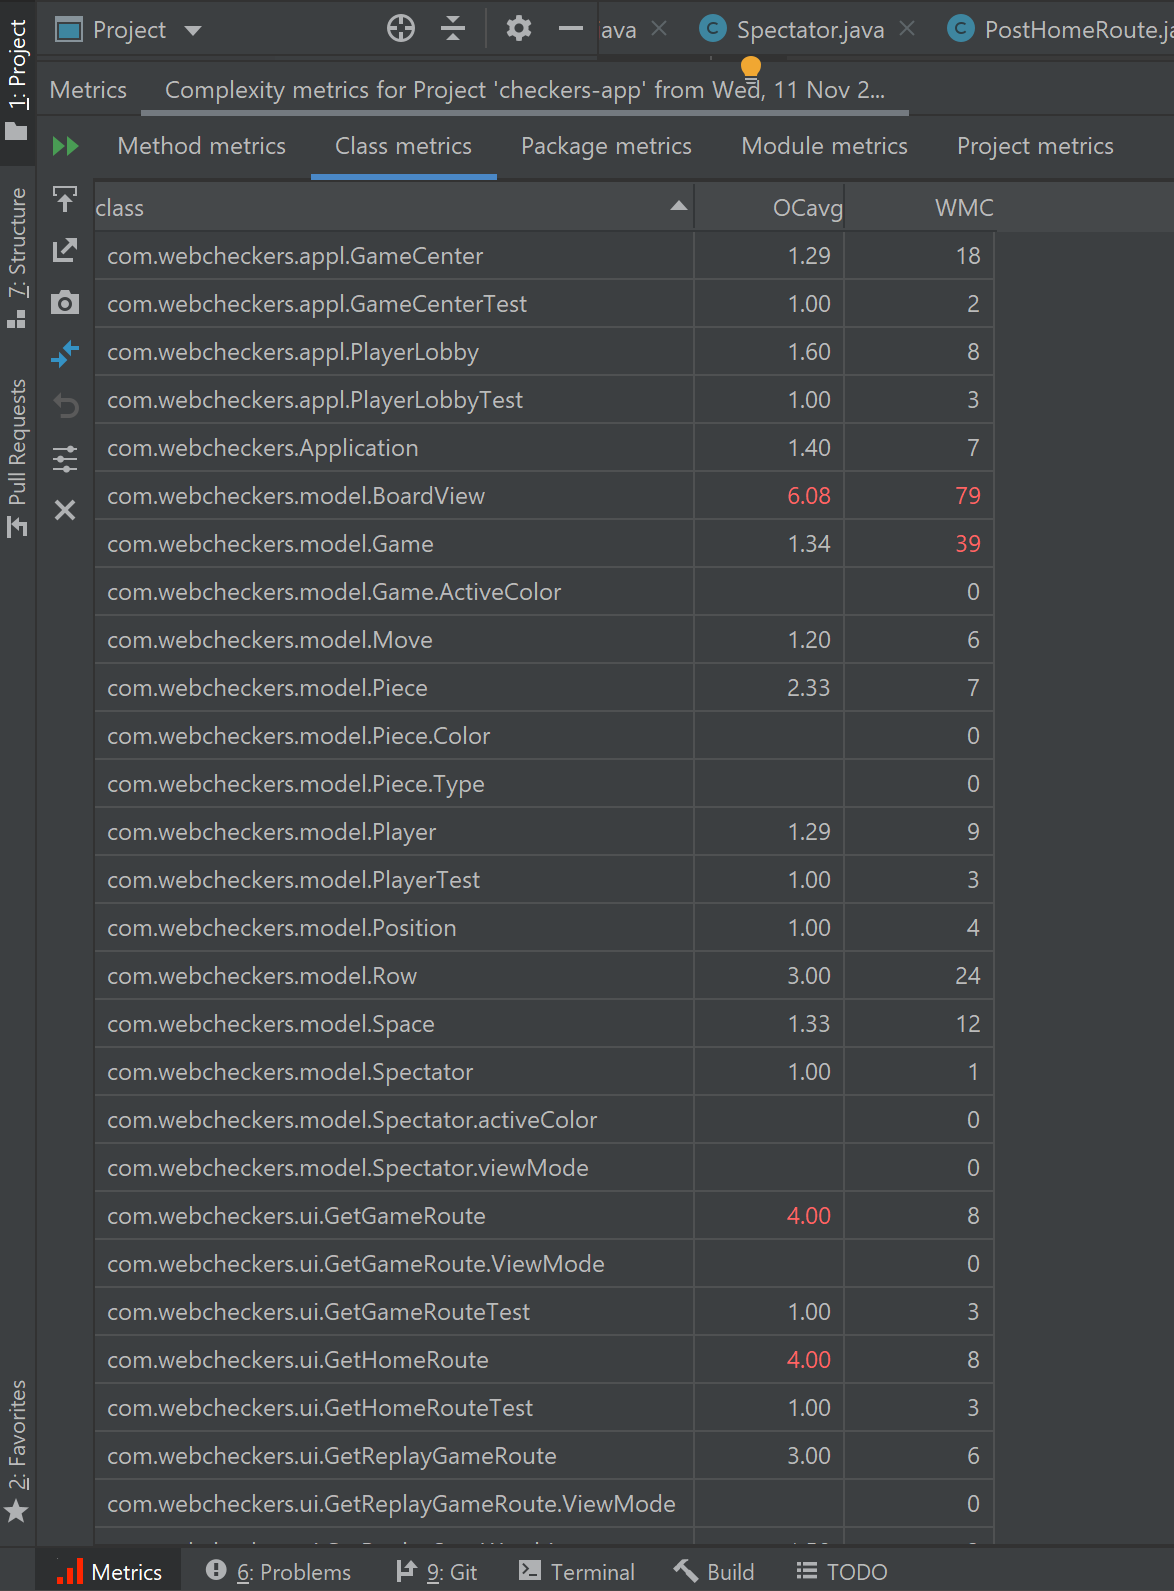 Project
ava
Spectator.java
PostHomeRoute.ja
Metrics
Complexity metrics for Project 'checkers-app' from Wed, 11 Nov 2...
Method metrics
Class metrics
Package metrics
Module metrics
Project metrics
class OCavg WMC
com.webcheckers.appl.GameCenter 1.29 18
com.webcheckers.appl.GameCenterTest 1.00 2
com.webcheckers.appl.PlayerLobby 1.60 8
com.webcheckers.appl.PlayerLobbyTest 1.00 3
com.webcheckers.Application 1.40 7
com.webcheckers.model.BoardView 6.08 79
com.webcheckers.model.Game 1.34 39
com.webcheckers.model.Game.ActiveColor 0
com.webcheckers.model.Move 1.20 6
com.webcheckers.model.Piece 2.33 7
com.webcheckers.model.Piece.Color 0
com.webcheckers.model.Piece.Type 0
com.webcheckers.model.Player 1.29 9
com.webcheckers.model.PlayerTest 1.00 3
com.webcheckers.model.Position 1.00 4
com.webcheckers.model.Row 3.00 24
com.webcheckers.model.Space 1.33 12
com.webcheckers.model.Spectator 1.00 1
com.webcheckers.model.Spectator.activeColor 0
com.webcheckers.model.Spectator.viewMode 0
com.webcheckers.ui.GetGameRoute 4.00 8
com.webcheckers.ui.GetGameRoute.ViewMode 0
com.webcheckers.ui.GetGameRouteTest 1.00 3
com.webcheckers.ui.GetHomeRoute 4.00 8
com.webcheckers.ui.GetHomeRouteTest 1.00 3
com.webcheckers.ui.GetReplayGameRoute 3.00 6
com.webcheckers.ui.GetReplayGameRoute.ViewMode 0
1: Project
7: Structure
Pull Requests
2: Favorites
Metrics
6: Problems
9: Git
Terminal
Build
TODO